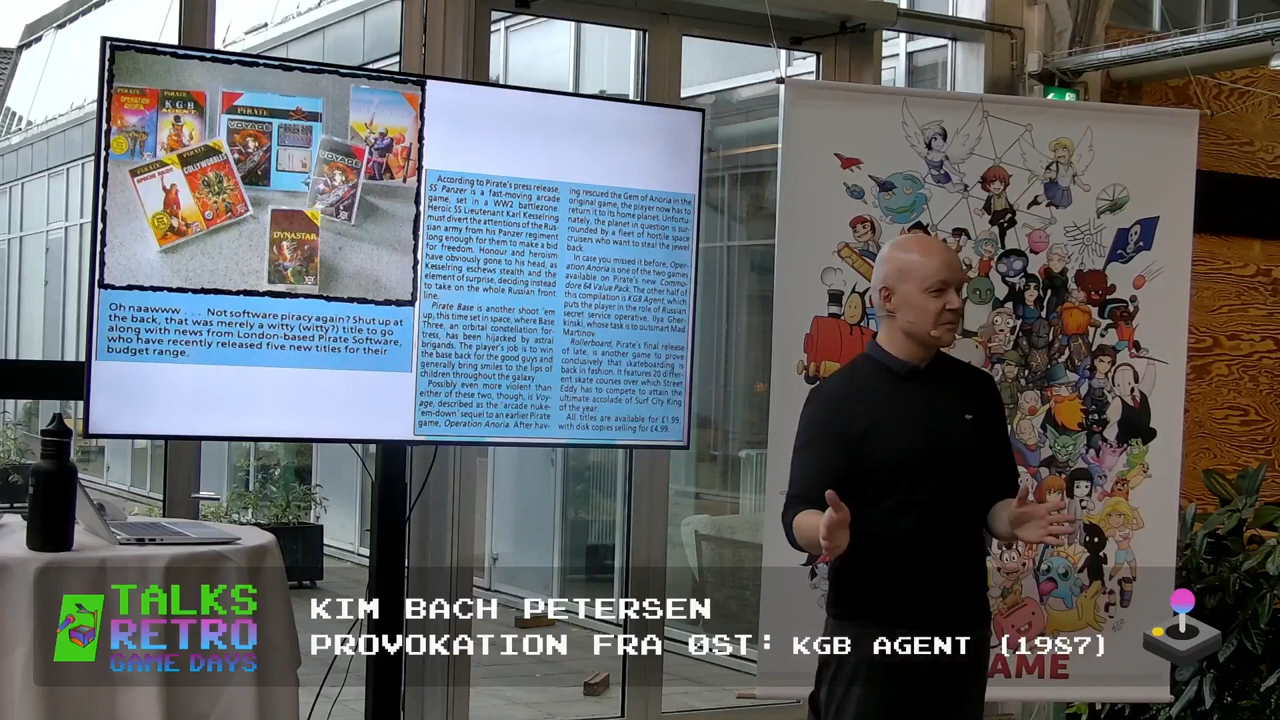 OPERATION
ANORIA
PIRATE
KGB
AGENT
PIRATE
VOYAGE
VOYAGE
PIRATE
SPECIAL AGENT
PIRATE
COLLYWOBBLES
DYNASTAR
Oh naawww . . . Not software piracy again? Shut up at
the back, that was merely a witty (witty?) title to go
along with news from London-based Pirate Software,
who have recently released five new titles for their
budget range.
According to Pirate's press release,
SS Panzer is a fast-moving arcade
game, set in a WW2 battlezone.
Heroic SS Lieutenant Karl Kesselring
must divert the attentions of the Rus-
sian army from his Panzer regiment
long enough for them to make a bid
for freedom. Honour and heroism
have obviously gone to his head, as
Kesselring eschews stealth and the
element of surprise, deciding instead
to take on the whole Russian front
line.
Pirate Base is another shoot 'em
up, this time set in space, where Base
Three, an orbital constellation for-
tress, has been hijacked by astral
brigands. The player's job is to win
the base back for the good guys and
generally bring smiles to the lips of
children throughout the galaxy
Possibly even more violent than
either of these two, though, is Voy-
age, described as the 'arcade nuke-
'em-down' sequel to an earlier Pirate
game, Operation Anoria. After hav-
ing rescued the Gem of Anoria in the
original game, the player now has to
return it to its home planet. Unfortu-
nately, the planet in question is sur-
rounded by a fleet of hostile space
cruisers who want to steal the jewel
back.
In case you missed it before, Oper-
ation Anoria is one of the two games
available on Pirate's new Commo-
dore 64 Value Pack. The other half of
this compilation is KGB Agent, which
puts the player in the role of Russian
secret service operative, Ilya Gher-
kinski, whose task is to outsmart Mad
Martinov.
Rollerboard, Pirate's final release
of late, is another game to prove
conclusively that skateboarding is
back in fashion. It features 20 differ-
ent skate courses over which Street
Eddy has to compete to attain the
ultimate accolade of Surf City King
of the year.
All titles are available for £1.99,
with disk copies selling for £4.99.
TALKS
RETRO
GAME DAYS
KIM BACH PETERSEN
PROVOKATION FRA ØST: KGB AGENT (1987)
AME